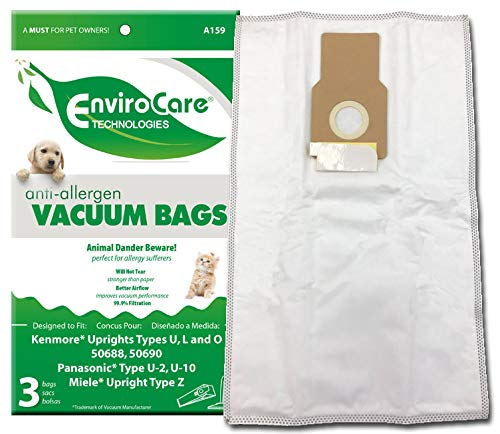 A MUST FOR PET OWNERS!
A159
EnviroCare®
TECHNOLOGIES
anti-allergen
VACUUM BAGS
Animal Dander Beware!
perfect for allergy sufferers
Will Not Tear
stronger than paper
Better Airflow
improves vacuum performance
99.9% Filtration
Designed to Fit: Concus Pour: Diseñado a Medida:
Kenmore* Uprights Types U, L and O
50688, 50690
Panasonic* Type U-2, U-10
Miele* Upright Type Z
3 bags
sacs
bolsas
*Trademark of Vacuum Manufacturer